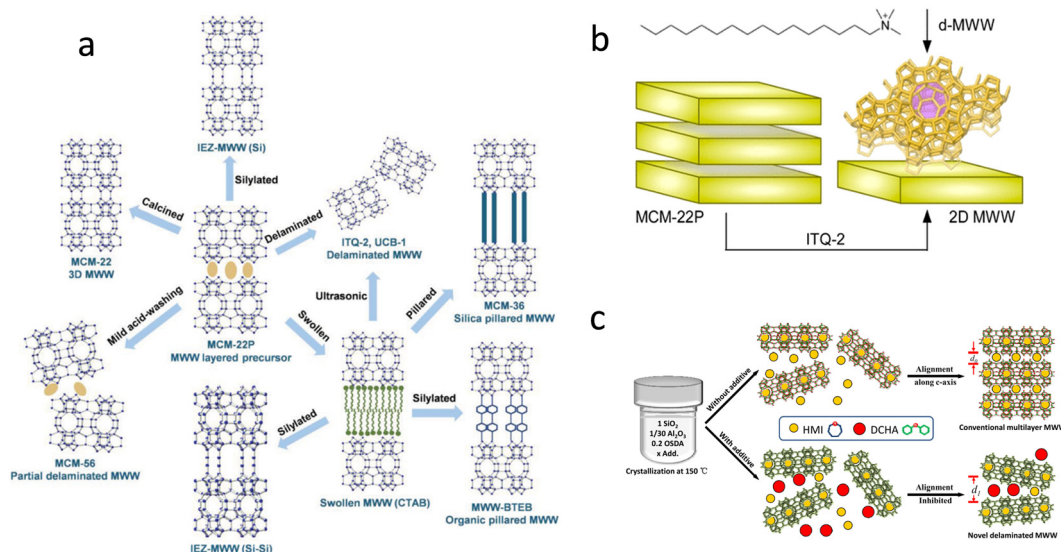 a
IEZ-MWW (Si)
Silylated
Calcined
MCM-22
3D MWW
Delaminated
ITQ-2, UCB-1
Delaminated MWW
Mild acid-washing
MCM-22P
MWW layered precursor
Swollen
Ultrasonic
Pillared
MCM-36
Silica pillared MWW
MCM-56
Partial delaminated MWW
Silylated
Silylated
Swollen MWW (CTAB)
MWW-BTEB
Organic pillared MWW
IEZ-MWW (Si-Si)
b
N+
d-MWW
MCM-22P
2D MWW
ITQ-2
c
1 SiO2
1/30 Al2O3
0.2 OSDA
x Add.
Crystallization at 150 ℃
Without additive
With additive
HMI
DCHA
Alignment
along c-axis
Conventional multilayer MWW
Alignment
Inhibited
Novel delaminated MWW